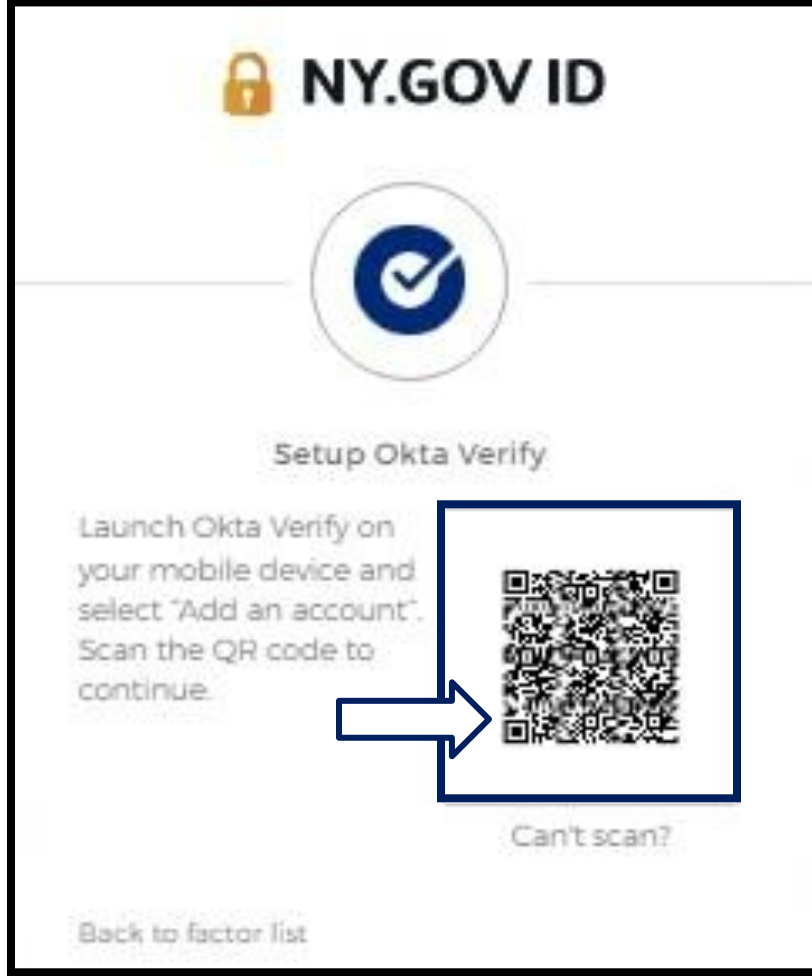 NY.GOV ID
Setup Okta Verify
Launch Okta Verify on
your mobile device and
select "Add an account".
Scan the QR code to
continue.
Can't scan?
Back to factor list